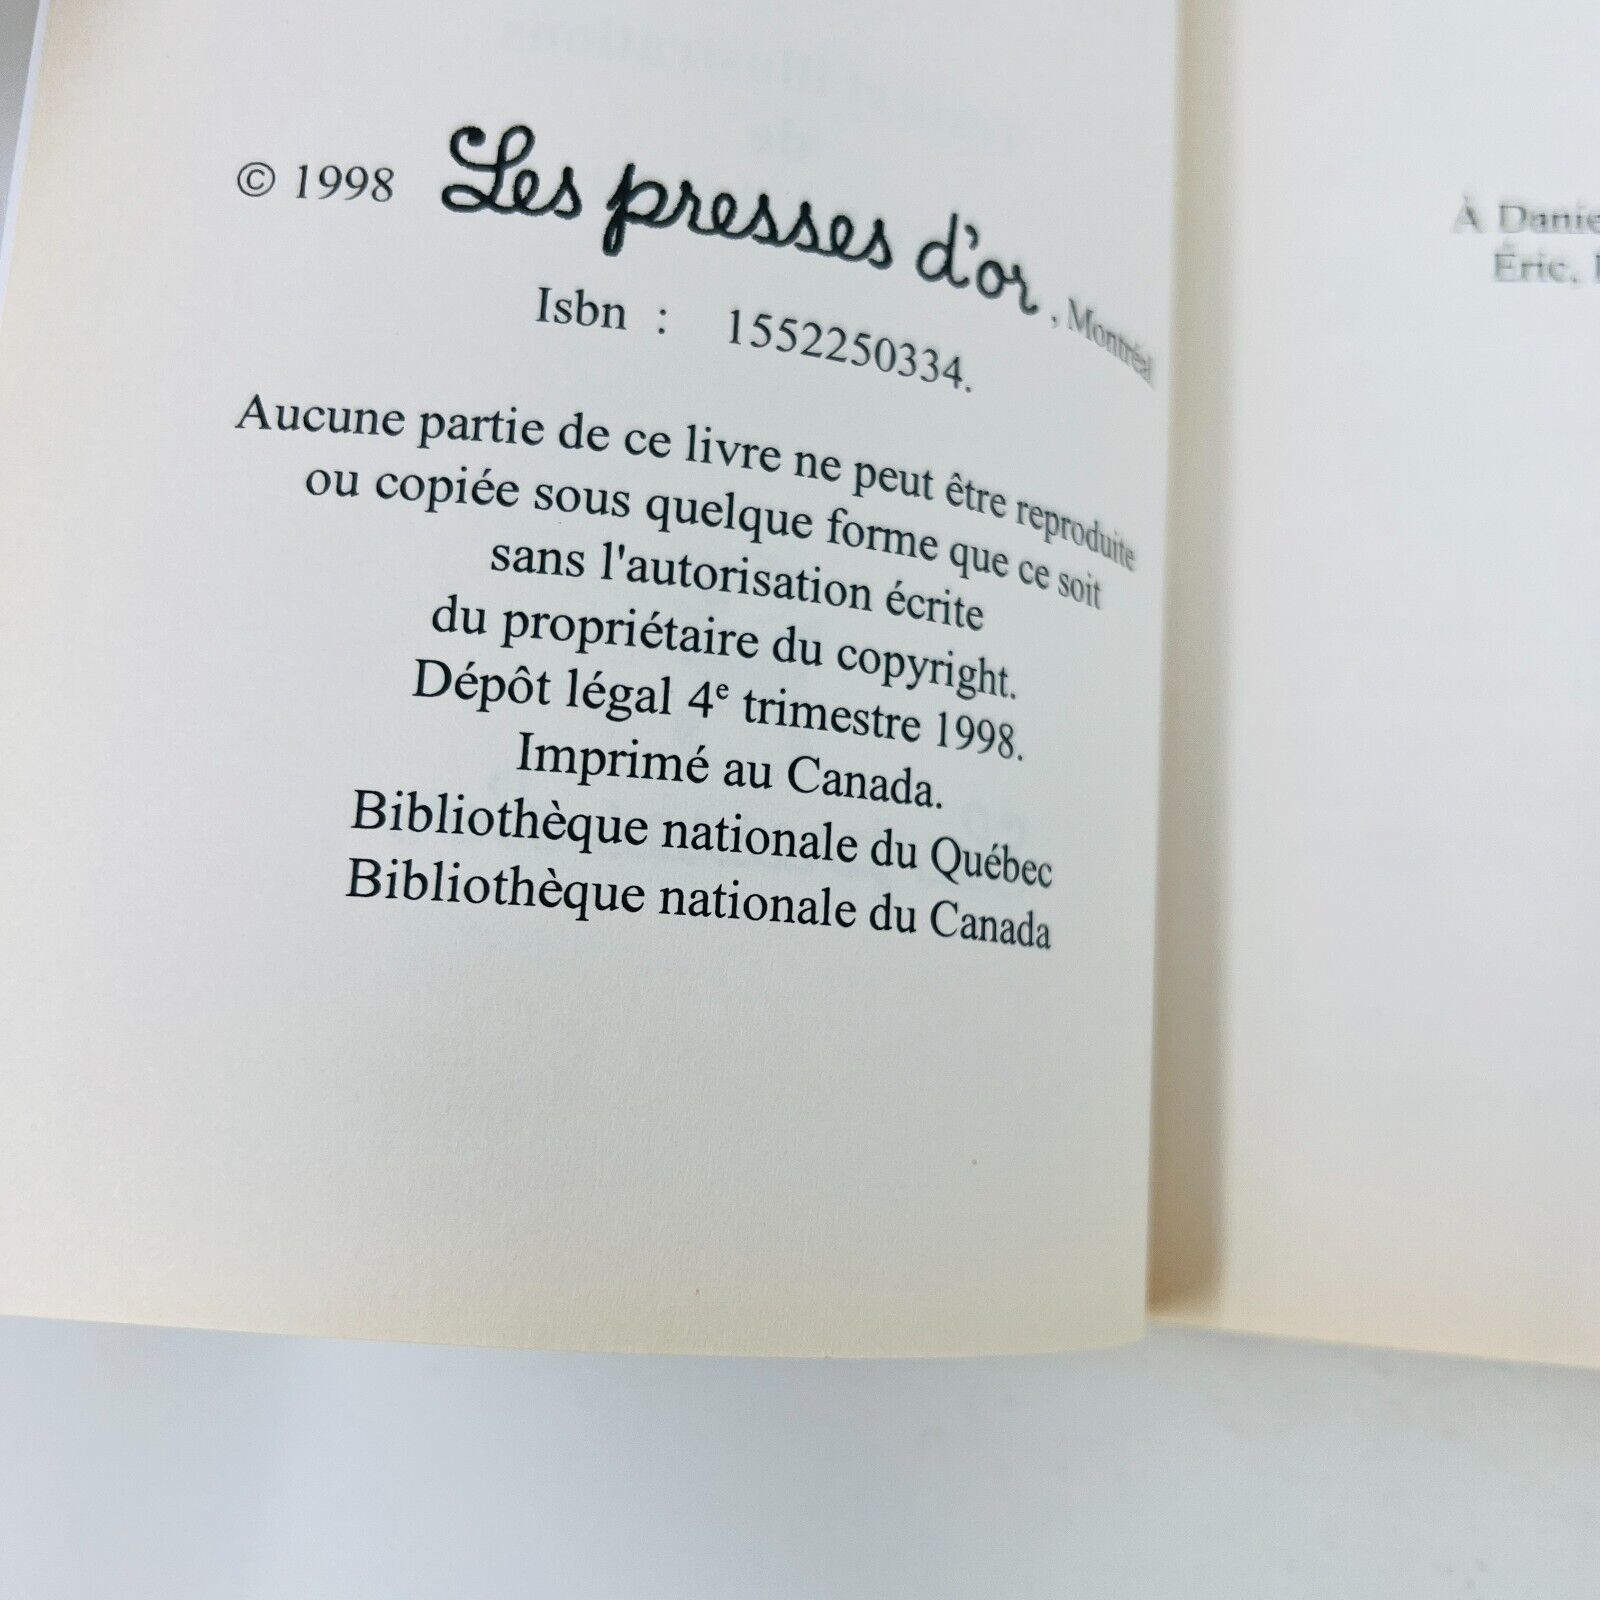 © 1998 Les presses d'or, Montréal
Isbn : 1552250334.
Aucune partie de ce livre ne peut être reproduite
ou copiée sous quelque forme que ce soit
sans l'autorisation écrite
du propriétaire du copyright.
Dépôt légal 4e trimestre 1998.
Imprimé au Canada.
Bibliothèque nationale du Québec
Bibliothèque nationale du Canada
À Danie
Éric,